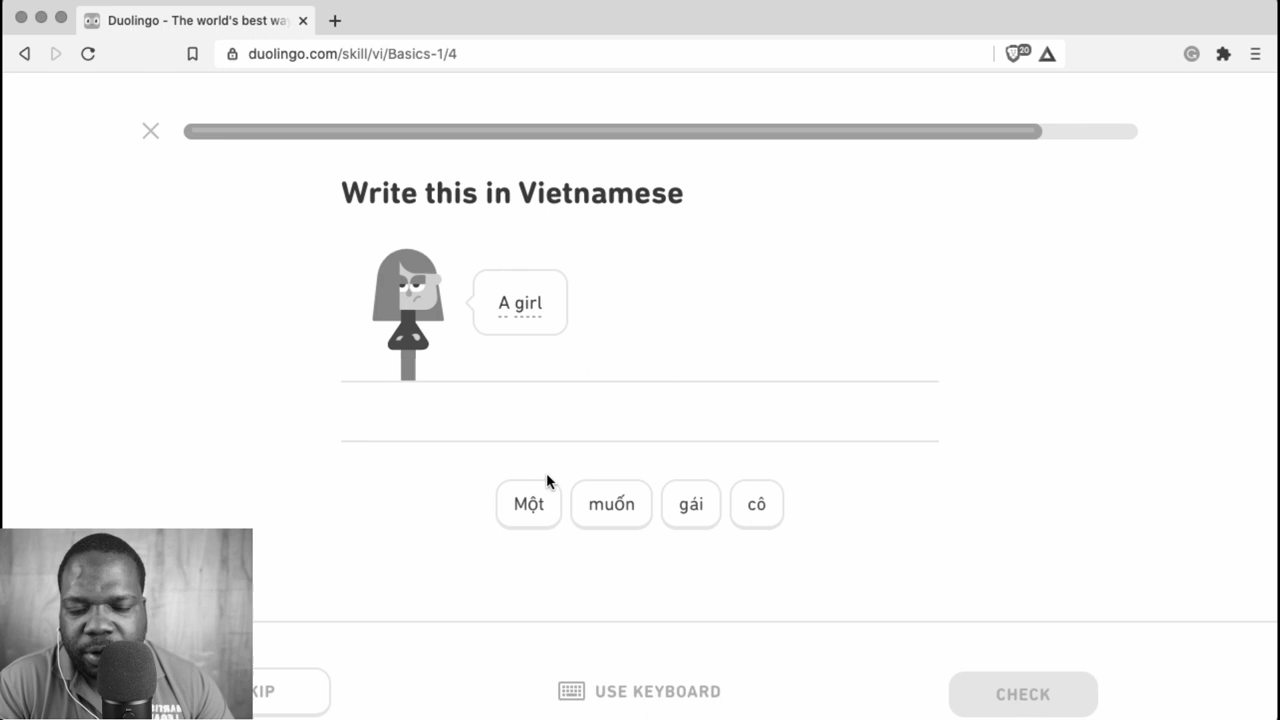 Duolingo - The world's best wa
duolingo.com/skill/vi/Basics-1/4
20
Write this in Vietnamese
A girl
Một
muốn
gái
cô
KIP
USE KEYBOARD
CHECK